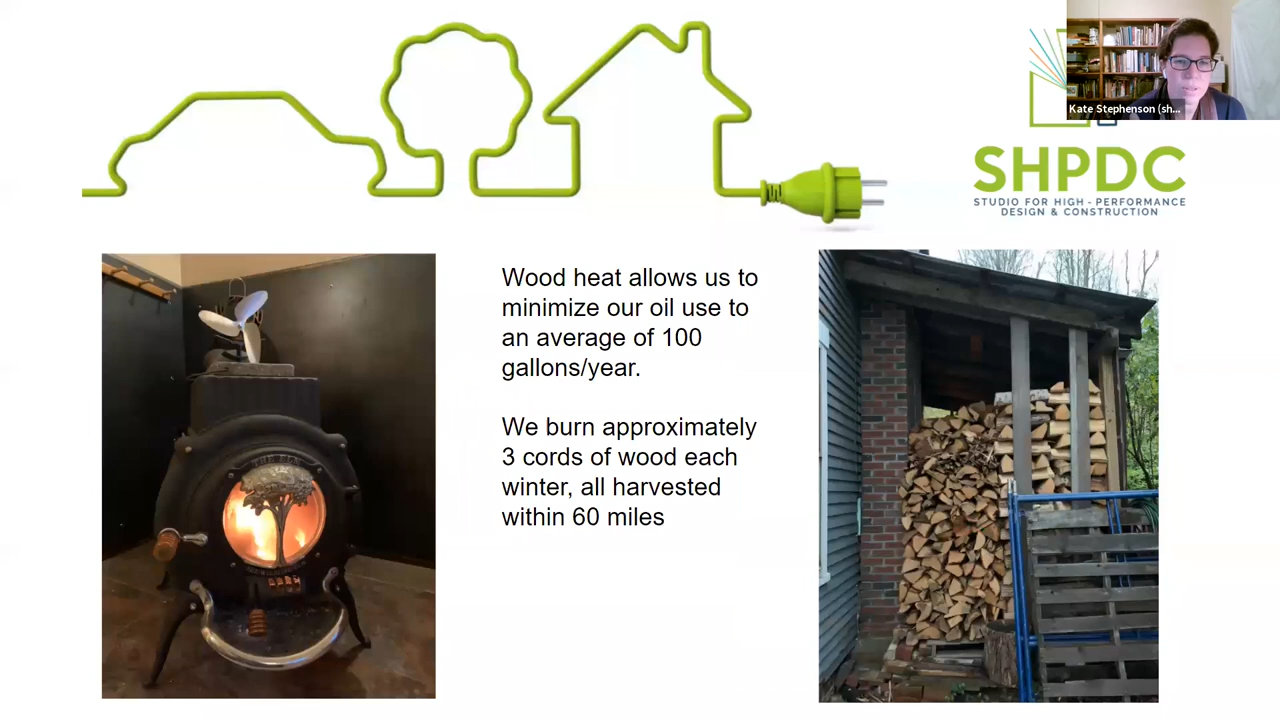 Kate Stephenson (sh...
SHPDC
STUDIO FOR HIGH - PERFORMANCE
DESIGN & CONSTRUCTION
Wood heat allows us to
minimize our oil use to
an average of 100
gallons/year.
We burn approximately
3 cords of wood each
winter, all harvested
within 60 miles
THE ELM